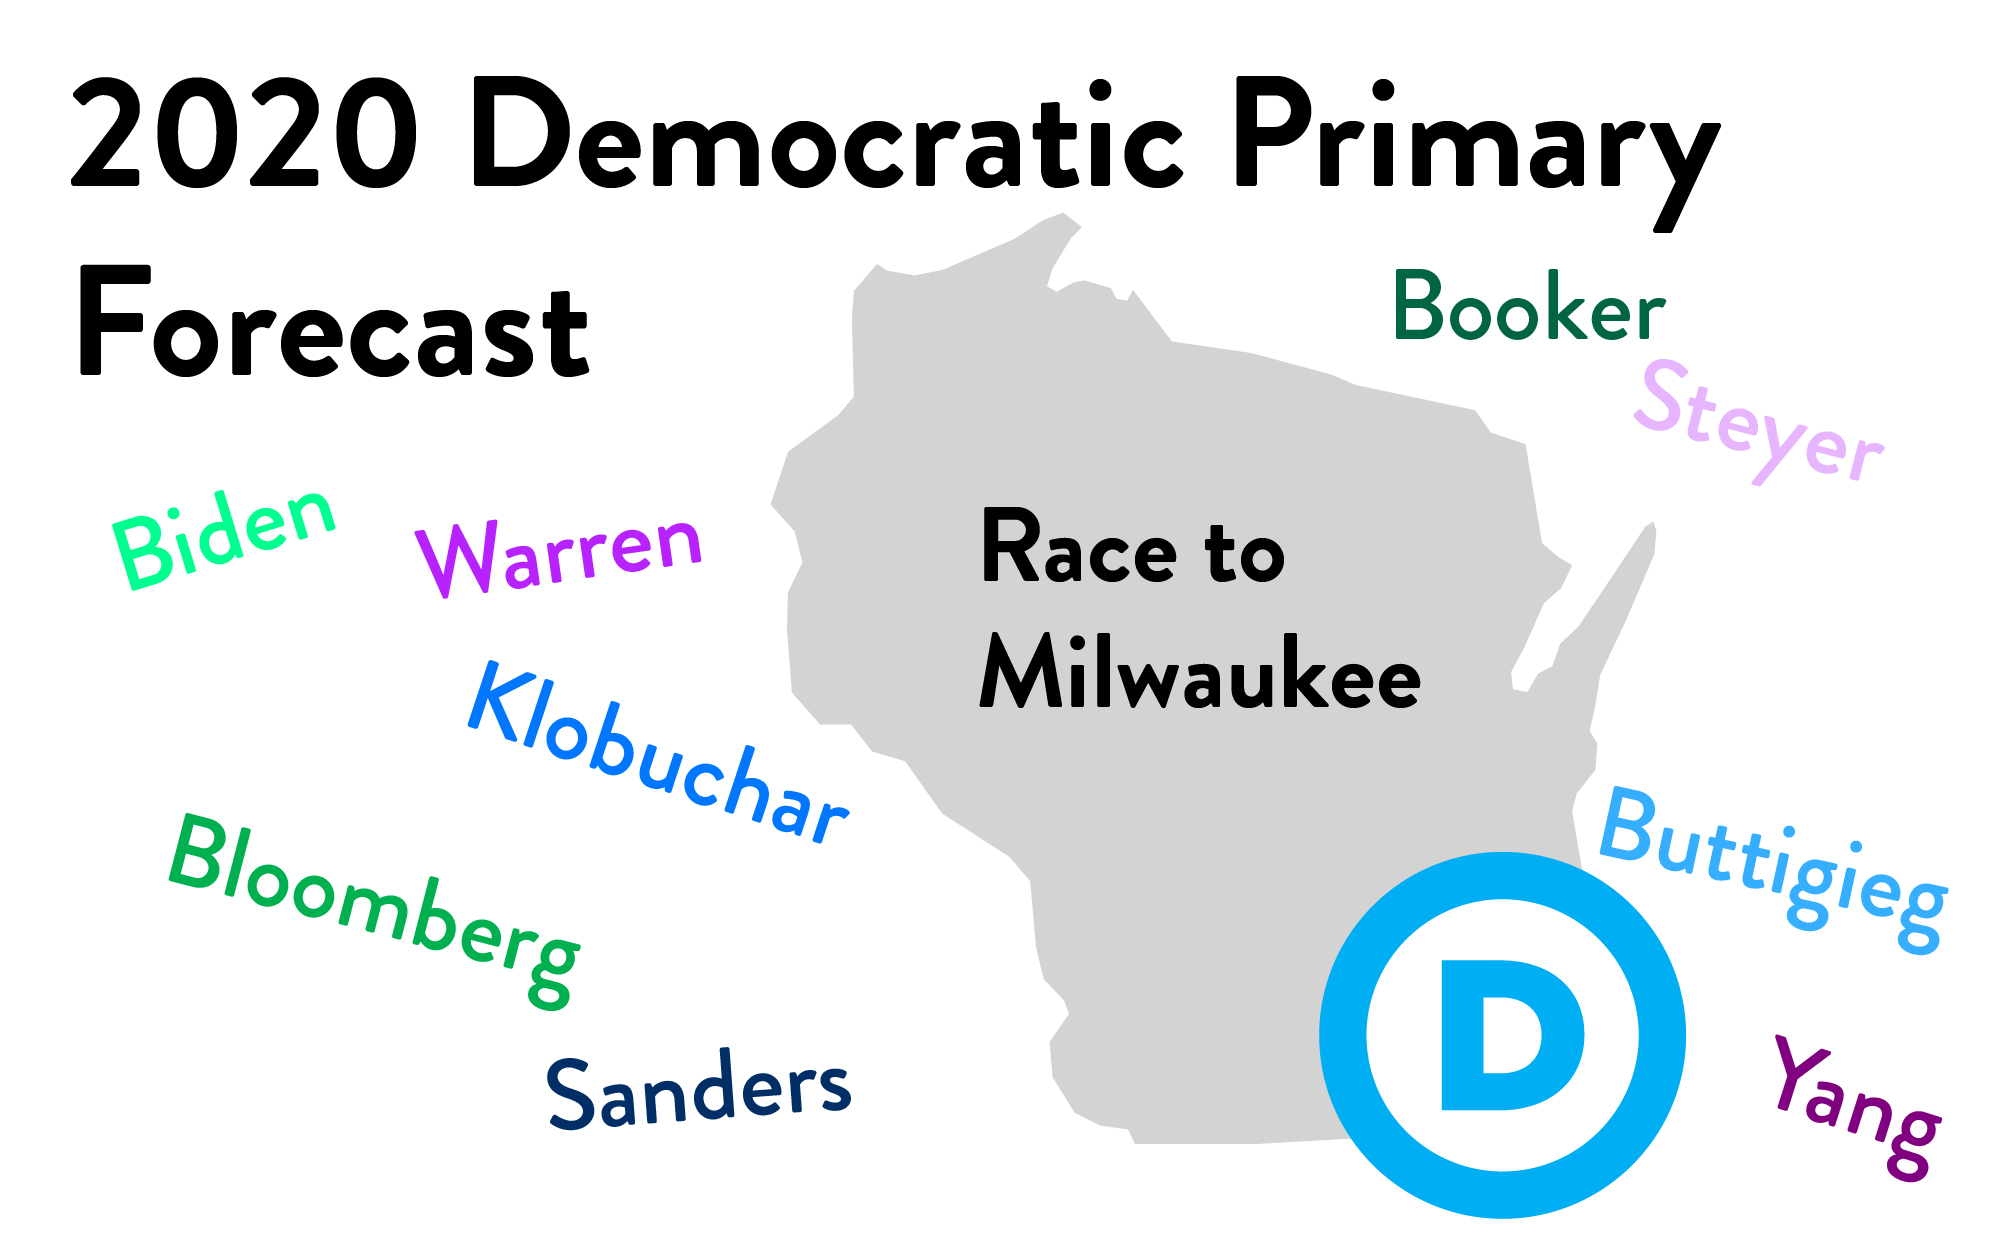 2020 Democratic Primary
Forecast
Booker
Steyer
Biden
Warren
Race to
Milwaukee
Klobuchar
Buttigieg
Bloomberg
D
Sanders
Yang